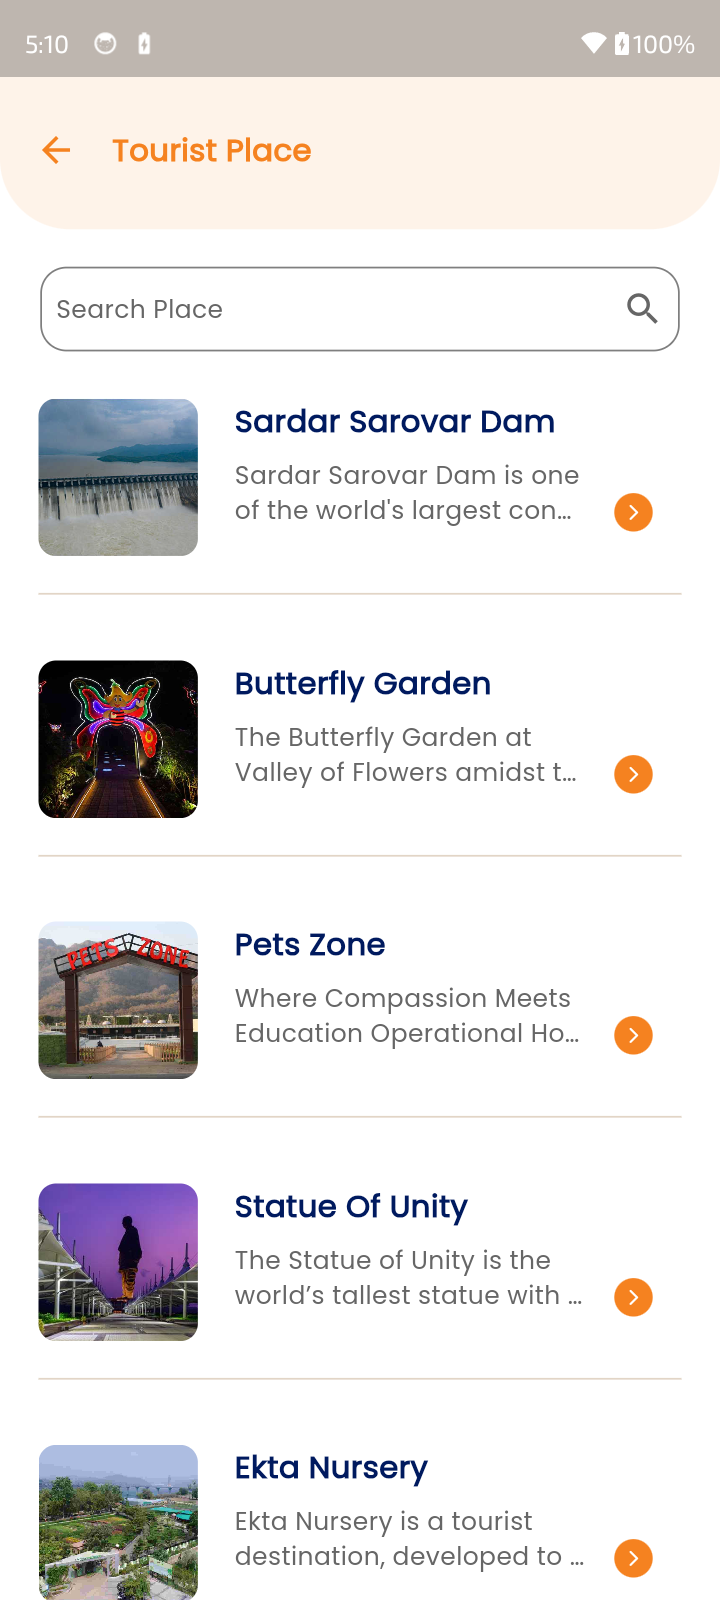 5:10
100%
Tourist Place
Search Place
Sardar Sarovar Dam
Sardar Sarovar Dam is one
of the world's largest con...
Butterfly Garden
The Butterfly Garden at
Valley of Flowers amidst t...
PETS ZONE
Pets Zone
Where Compassion Meets
Education Operational Ho...
Statue Of Unity
The Statue of Unity is the
world’s tallest statue with ...
Ekta Nursery
Ekta Nursery is a tourist
destination, developed to ...